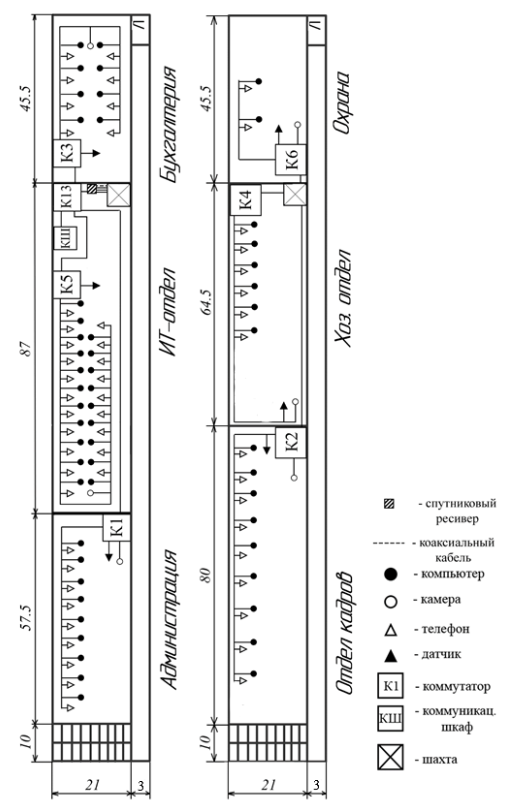 Л
45.5
К3
Бухгалтерия
К13
КШ
К5
87
ИТ-отдел
К1
57.5
Администрация
10
21
3
Л
45.5
К6
Охрана
К4
64.5
Хоз. отдел
К2
80
Отдел кадров
10
21
3
- спутниковый
ресивер
- коаксиальный
кабель
- компьютер
- камера
- телефон
- датчик
К1 - коммутатор
КШ - коммуникац.
шкаф
- шахта